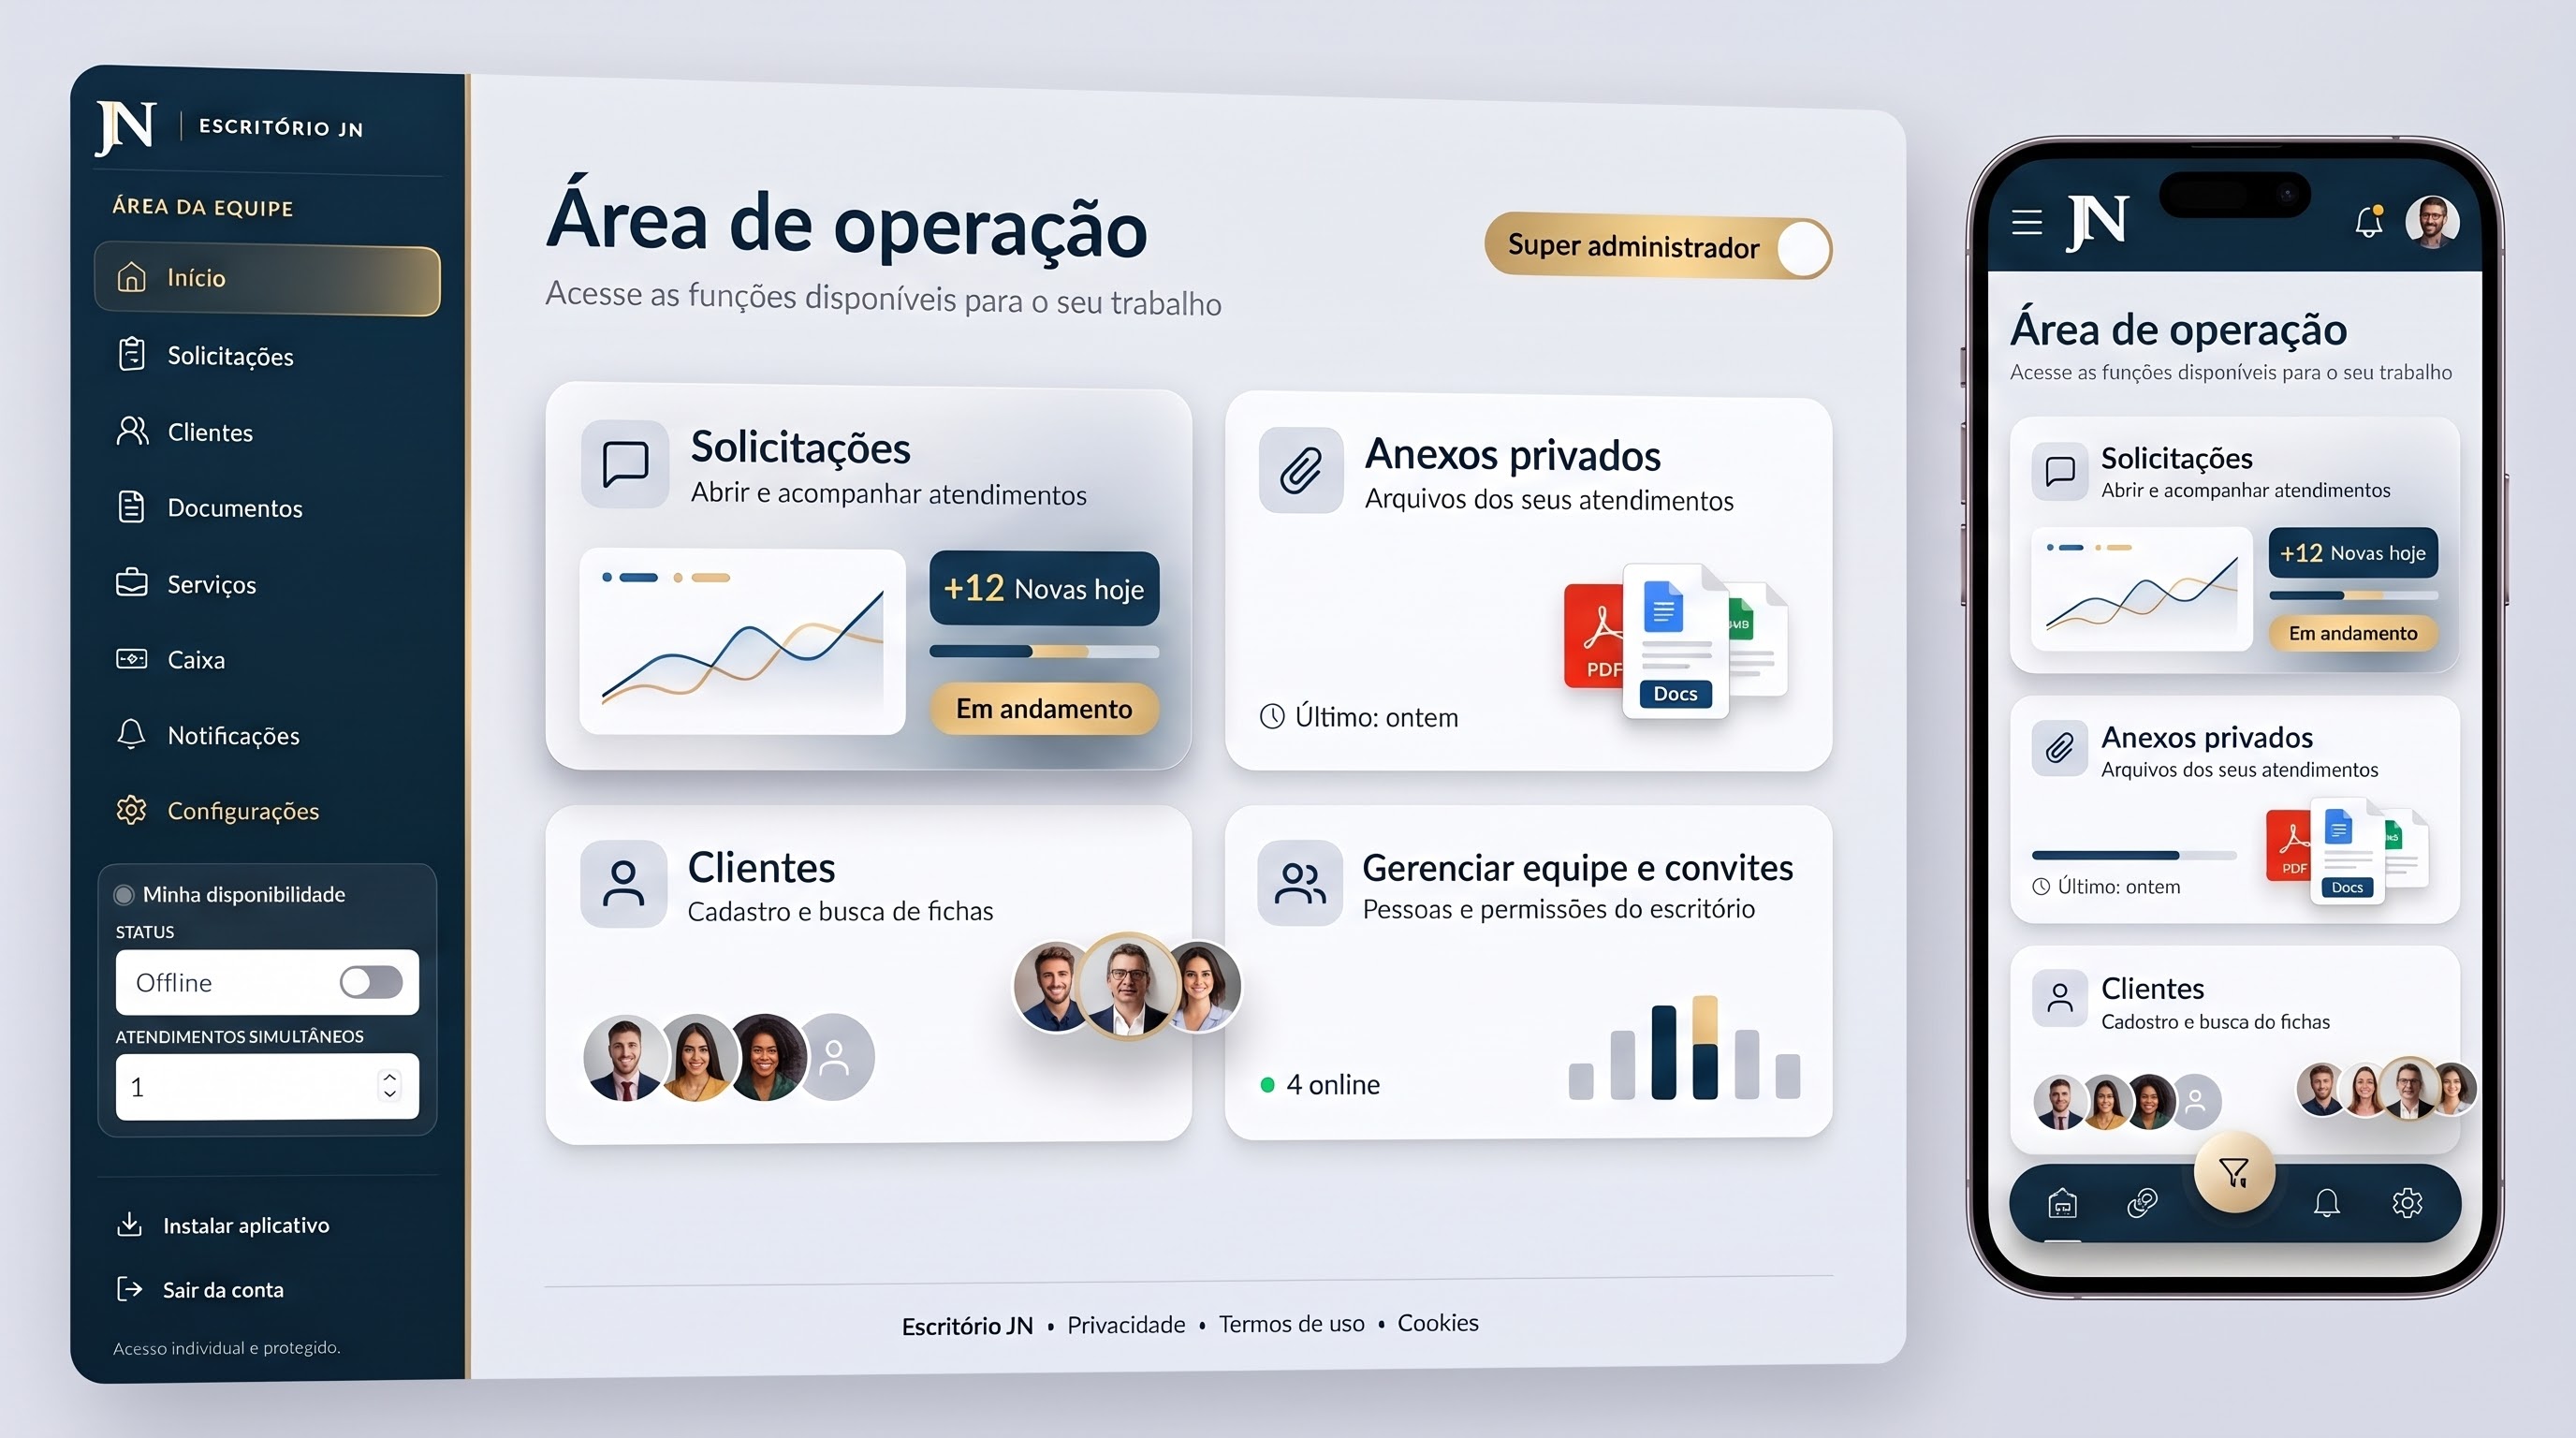 JN
ESCRITÓRIO JN
ÁREA DA EQUIPE
Início
Solicitações
Clientes
Documentos
Serviços
Caixa
Notificações
Configurações
Minha disponibilidade
STATUS
Offline
ATENDIMENTOS SIMULTÂNEOS
1
Instalar aplicativo
Sair da conta
Acesso individual e protegido.
Área de operação
Acesse as funções disponíveis para o seu trabalho
Super administrador
Solicitações
Abrir e acompanhar atendimentos
+12 Novas hoje
Em andamento
Anexos privados
Arquivos dos seus atendimentos
Último: ontem
PDF
Docs
Clientes
Cadastro e busca de fichas
Gerenciar equipe e convites
Pessoas e permissões do escritório
4 online
Escritório JN • Privacidade • Termos de uso • Cookies
JN
Área de operação
Acesse as funções disponíveis para o seu trabalho
Solicitações
Abrir e acompanhar atendimentos
+12 Novas hoje
Em andamento
Anexos privados
Arquivos dos seus atendimentos
Último: ontem
PDF
Docs
Clientes
Cadostro e busca do fichas